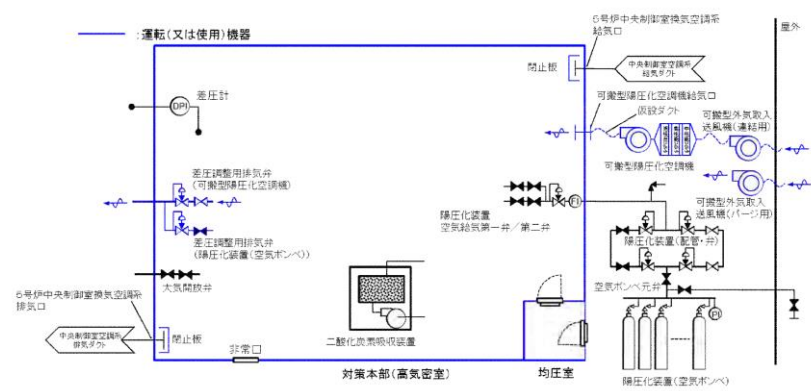 ：運転(又は使用)機器
5号炉中央制御室換気空調系
給気口
屋外
閉止板
中央制御室空調系
給気ダクト
差圧計
DPI
可搬型陽圧化空調機給気口
仮設ダクト
可搬型外気取入
送風機(連結用)
可搬型陽圧化空調機
差圧調整用排気弁
(可搬型陽圧化空調機)
可搬型外気取入
送風機(パージ用)
陽圧化装置
空気給気第一弁／第二弁
FI
差圧調整用排気弁
(陽圧化装置(空気ボンベ))
陽圧化装置(配管・弁)
大気開放弁
空気ボンベ元弁
5号炉中央制御室換気空調系
排気口
PI
中央制御室空調系
排気ダクト
閉止板
非常口
二酸化炭素吸収装置
対策本部(高気密室)
均圧室
陽圧化装置(空気ボンベ)